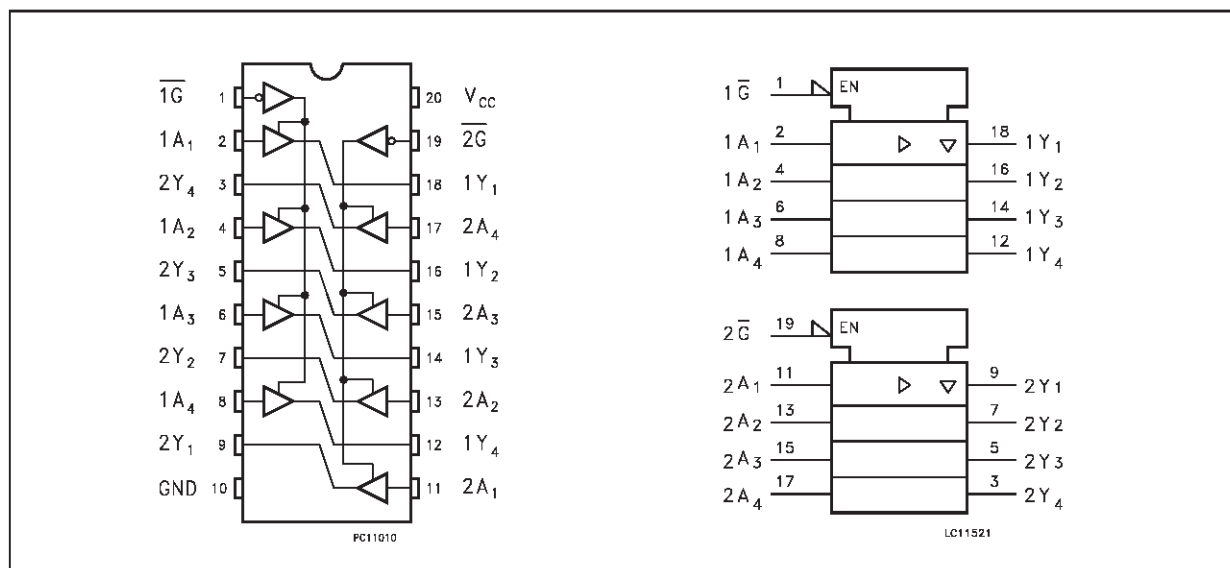 1G̅ 1 20 V_CC
1A₁ 2 19 2G̅
2Y₄ 3 18 1Y₁
1A₂ 4 17 2A₄
2Y₃ 5 16 1Y₂
1A₃ 6 15 2A₃
2Y₂ 7 14 1Y₃
1A₄ 8 13 2A₂
2Y₁ 9 12 1Y₄
GND 10 11 2A₁
PC11010
1G̅ 1 EN
1A₁ 2 18 1Y₁
1A₂ 4 16 1Y₂
1A₃ 6 14 1Y₃
1A₄ 8 12 1Y₄
2G̅ 19 EN
2A₁ 11 9 2Y₁
2A₂ 13 7 2Y₂
2A₃ 15 5 2Y₃
2A₄ 17 3 2Y₄
LC11521